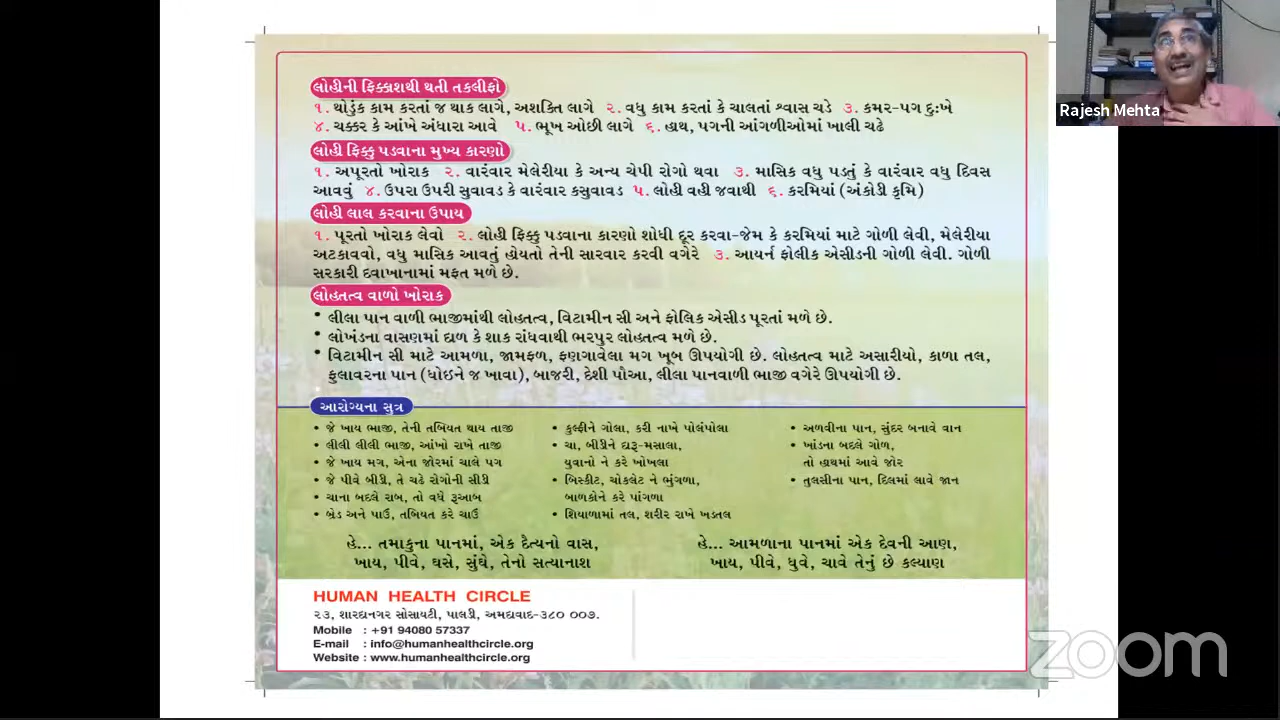 લોહીની ફિક્કાશથી થતી તકલીફો
૧. થોડુંક કામ કરતાં જ થાક લાગે, અશક્તિ લાગે ૨. વધુ કામ કરતાં કે ચાલતાં શ્વાસ ચડે ૩. કમર-પગ દુઃખે
૪. ચક્કર કે આંખે અંધારા આવે ૫. ભૂખ ઓછી લાગે ૬. હાથ, પગની આંગળીઓમાં ખાલી ચઢે
લોહી ફિક્કુ પડવાના મુખ્ય કારણો
૧. અપૂરતો ખોરાક ૨. વારંવાર મેલેરીયા કે અન્ય ચેપી રોગો થવા ૩. માસિક વધુ પડતું કે વારંવાર વધુ દિવસ
આવવું ૪. ઉપરા ઉપરી સુવાવડ કે વારંવાર કસુવાવડ ૫. લોહી વહી જવાથી ૬. કરમિયાં (અંકોડી કૃમિ)
લોહી લાલ કરવાના ઉપાય
૧. પૂરતો ખોરાક લેવો ૨. લોહી ફિક્કુ પડવાના કારણો શોધી દૂર કરવા-જેમ કે કરમિયાં માટે ગોળી લેવી, મેલેરીયા
અટકાવવો, વધુ માસિક આવતું હોયતો તેની સારવાર કરવી વગેરે ૩. આયર્ન ફોલીક એસીડની ગોળી લેવી. ગોળી
સરકારી દવાખાનામાં મફત મળે છે.
લોહતત્વ વાળો ખોરાક
• લીલા પાન વાળી ભાજીમાંથી લોહતત્વ, વિટામીન સી અને ફોલિક એસીડ પૂરતાં મળે છે.
• લોખંડના વાસણમાં દાળ કે શાક રાંધવાથી ભરપુર લોહતત્વ મળે છે.
• વિટામીન સી માટે આમળા, જામફળ, ફણગાવેલા મગ ખૂબ ઊપયોગી છે. લોહતત્વ માટે અસારીયો, કાળા તલ,
ફુલાવરના પાન (ધોઈને જ ખાવા), બાજરી, દેશી પૌઆ, લીલા પાનવાળી ભાજી વગેરે ઊપયોગી છે.
આરોગ્યના સુત્ર
• જે ખાય ભાજી, તેની તબિયત થાય તાજી
• લીલી લીલી ભાજી, આંખો રાખે તાજી
• જે ખાય મગ, એના જોરમાં ચાલે પગ
• જે પીવે બીડી, તે ચઢે રોગોની સીડી
• ચાના બદલે રાબ, તો વધે રૂઆબ
• બ્રેડ અને પાઉં, તબિયત કરે ચાઉં
• કુલ્ફીને ગોલા, કરી નાખે પોલંપોલા
• ચા, બીડીને દારૂ-મસાલા,
યુવાનો ને કરે ખોખલા
• બિસ્કીટ, ચોકલેટ ને ભુંગળા,
બાળકોને કરે પાંગળા
• શિયાળામાં તલ, શરીર રાખે ખડતલ
• અળવીના પાન, સુંદર બનાવે વાન
• ખાંડના બદલે ગોળ,
તો હાથમાં આવે જોર
• તુલસીના પાન, દિલમાં લાવે જાન
હે... તમાકુના પાનમાં, એક દૈત્યનો વાસ,
ખાય, પીવે, ઘસે, સુંઘે, તેનો સત્યાનાશ
હે... આમળાના પાનમાં એક દેવની આણ,
ખાય, પીવે, ધુવે, ચાવે તેનું છે કલ્યાણ
HUMAN HEALTH CIRCLE
૨૩, શારદાનગર સોસાયટી, પાલડી, અમદાવાદ-૩૮૦ ૦૦૭.
Mobile : +91 94080 57337
E-mail : info@humanhealthcircle.org
Website : www.humanhealthcircle.org
Rajesh Mehta
zoom